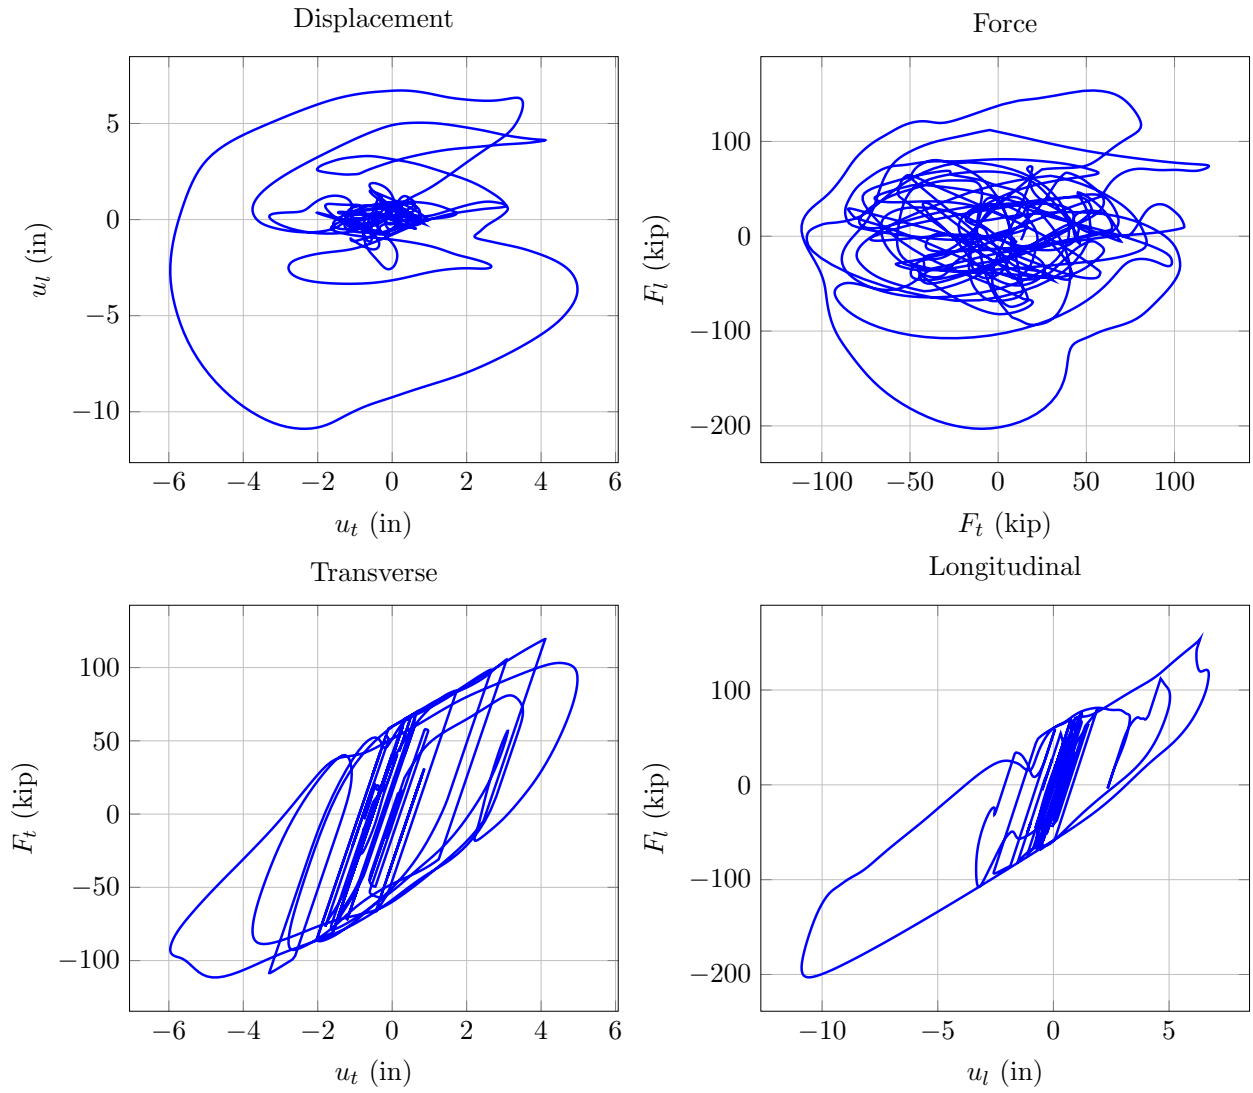 Displacement
5
0
−5
−10
u_l (in)
−6 −4 −2 0 2 4 6
u_t (in)
Force
100
0
−100
−200
F_l (kip)
−100 −50 0 50 100
F_t (kip)
Transverse
100
50
0
−50
−100
F_t (kip)
−6 −4 −2 0 2 4 6
u_t (in)
Longitudinal
100
0
−100
−200
F_l (kip)
−10 −5 0 5
u_l (in)